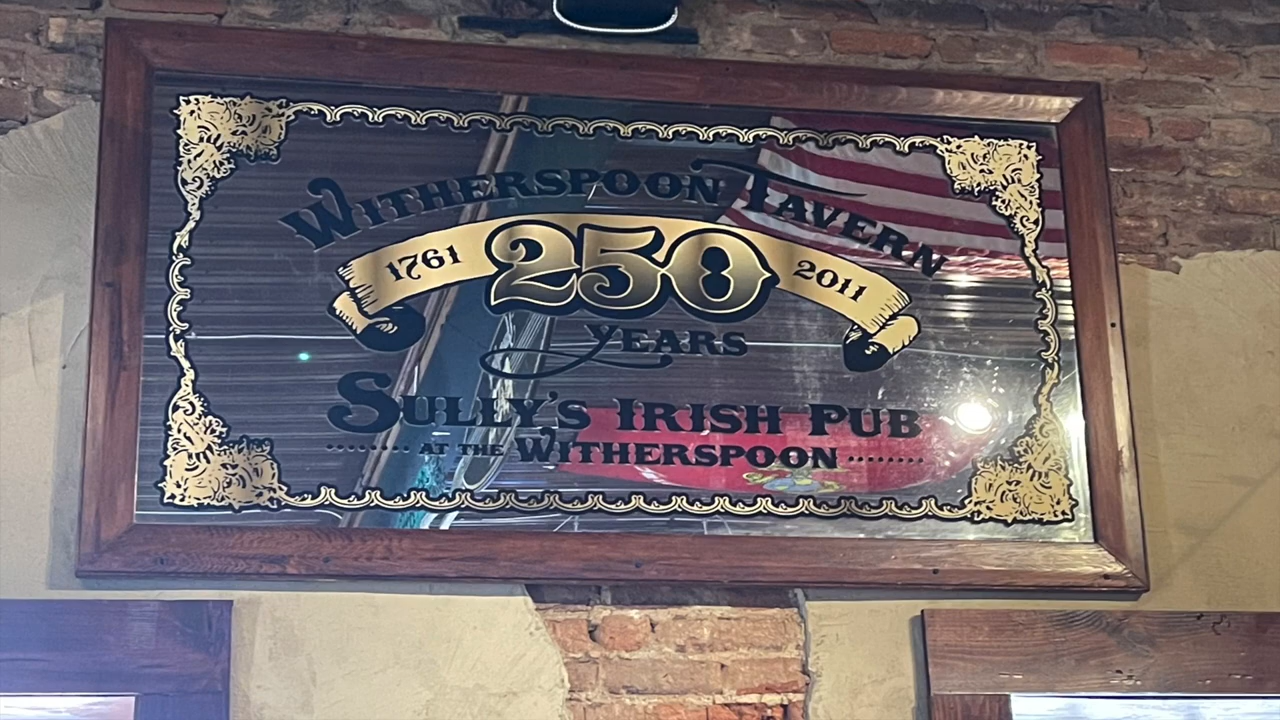 WITHERSPOON TAVERN
1761 250 2011
YEARS
SULLY'S IRISH PUB
AT THE WITHERSPOON